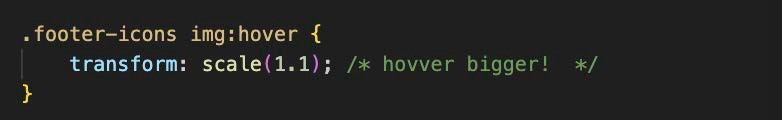 .footer-icons img:hover {
    transform: scale(1.1); /* hovver bigger!  */
}